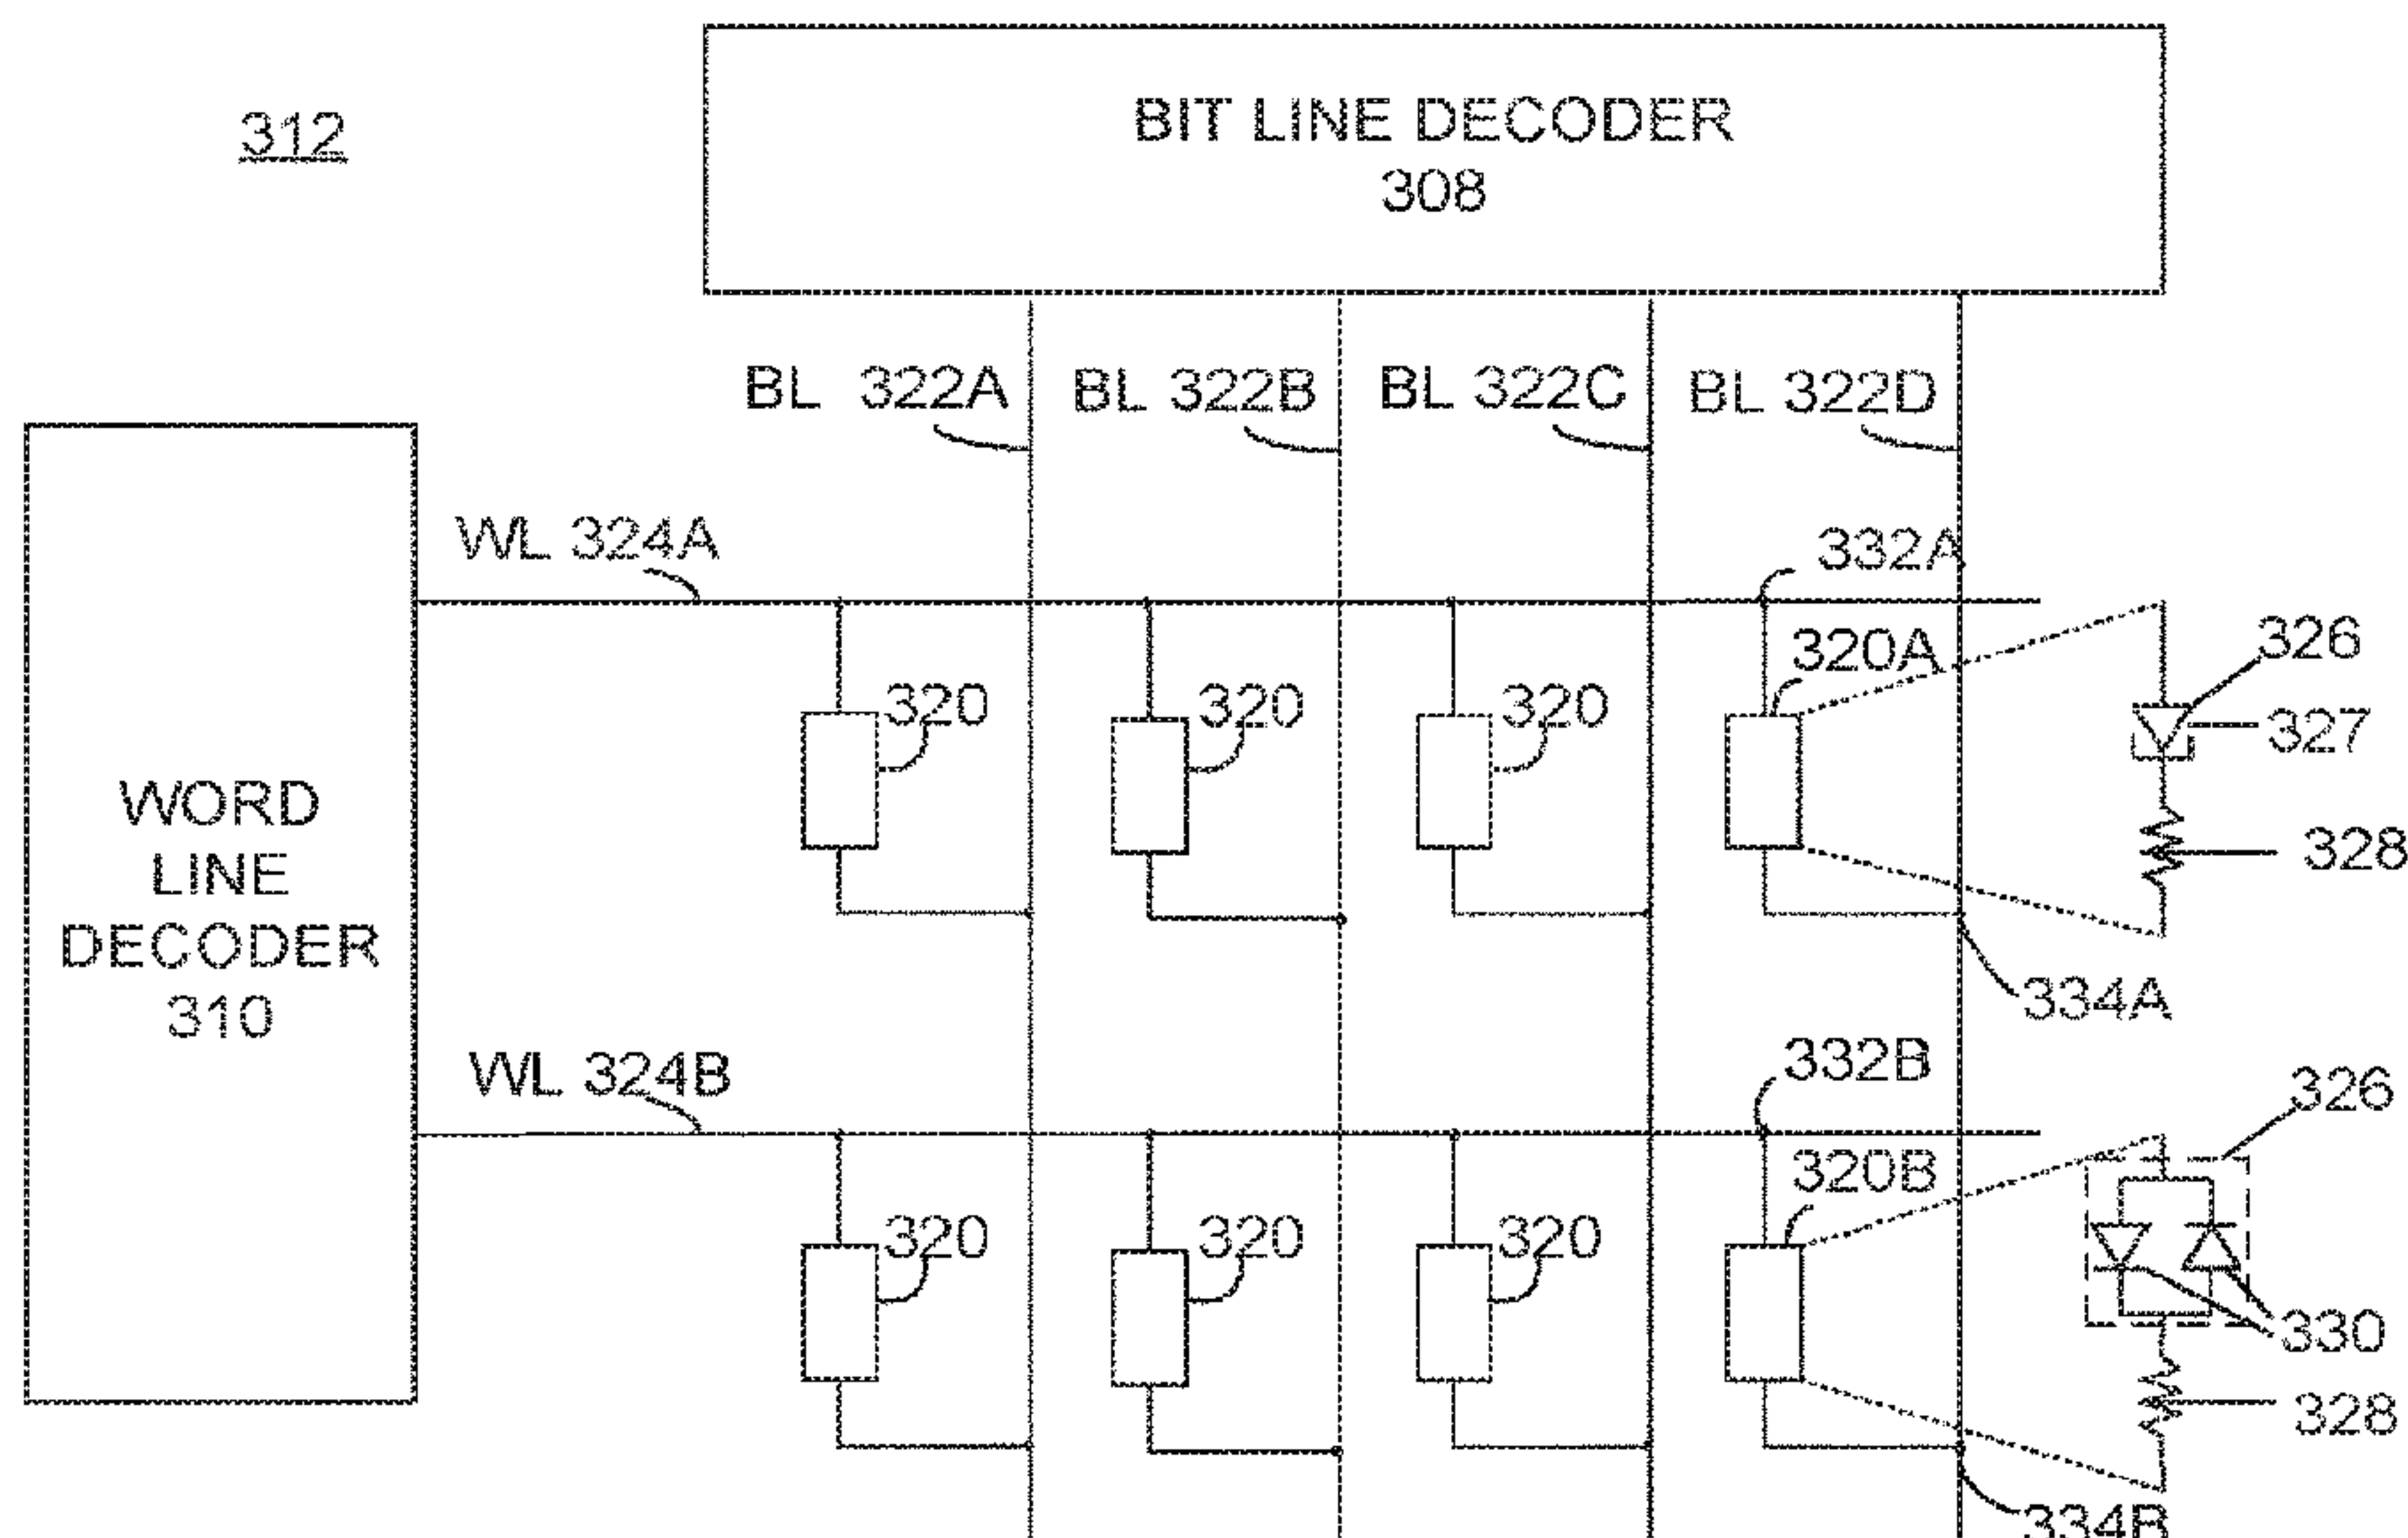 312
BIT LINE DECODER
308
BL 322A
BL 322B
BL 322C
BL 322D
WL 324A
332A
320A
326
320
320
320
327
328
WORD
LINE
DECODER
310
334A
WL 324B
332B
326
320B
320
320
320
330
328
334B